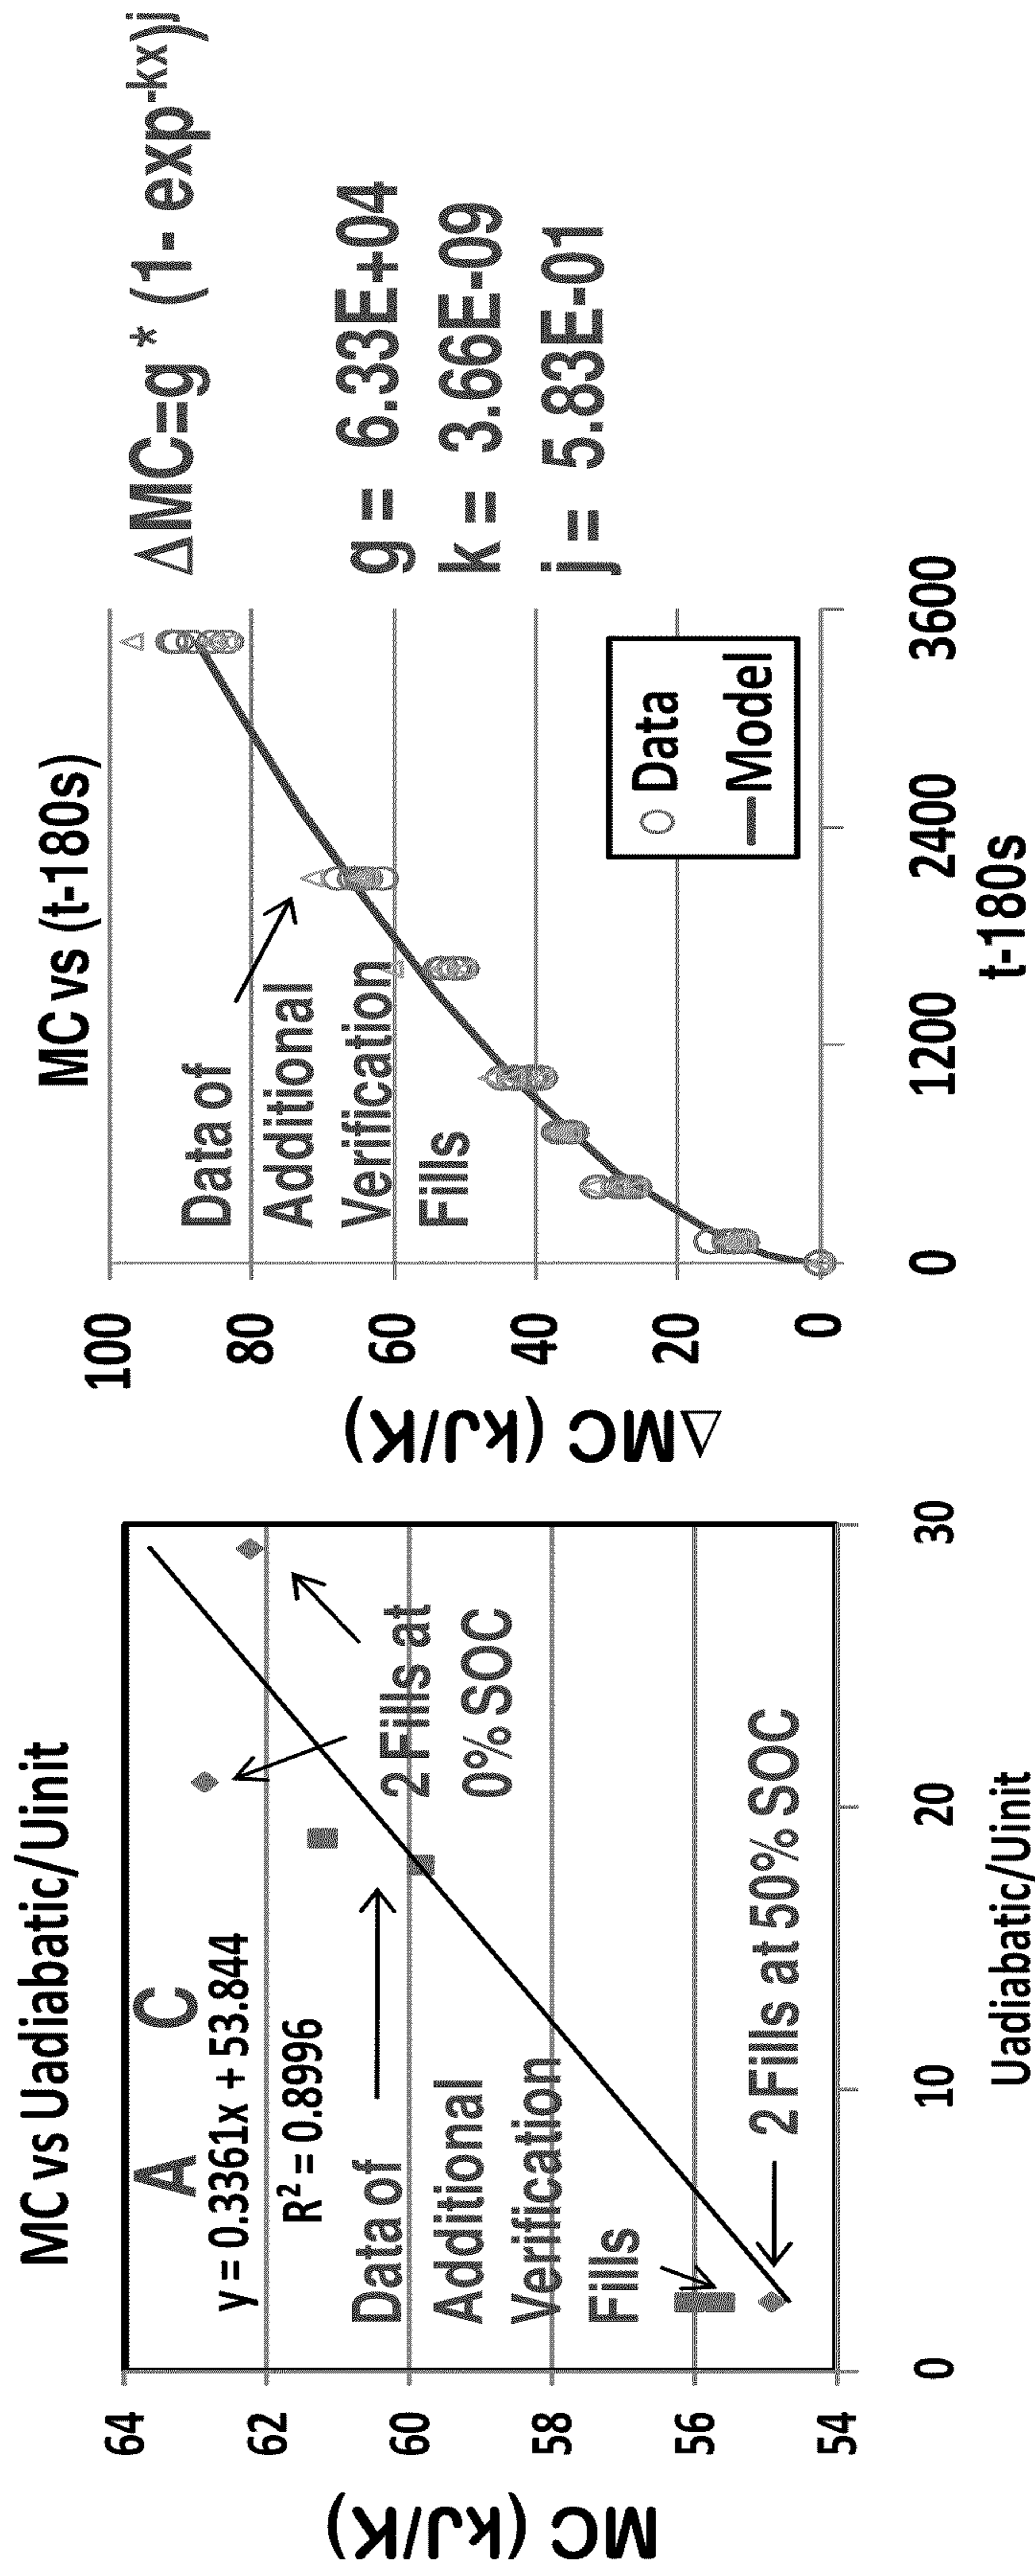 MC vs Uadiabatic/Uinit
MC (kJ/K)
64
62
60
58
56
54
A C
y = 0.3361x + 53.844
R² = 0.8996
Data of
Additional
Verification
Fills
2 Fills at
0% SOC
2 Fills at 50% SOC
0
10
20
30
Uadiabatic/Uinit
MC vs (t-180s)
ΔMC (kJ/K)
100
80
60
40
20
0
Data of
Additional
Verification
Fills
Data
Model
0
1200
2400
3600
t-180s
ΔMC=g * (1- exp^-kx)^j
g = 6.33E+04
k = 3.66E-09
j = 5.83E-01